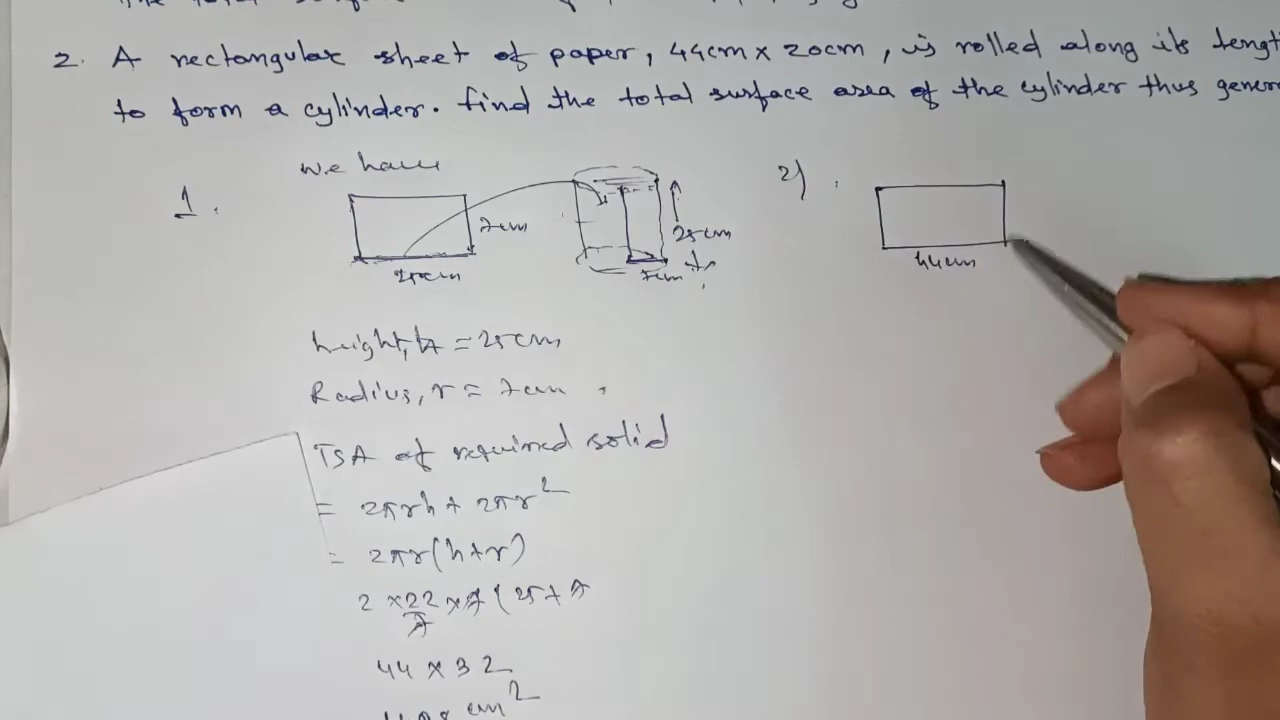 2. A rectangular sheet of paper, 44cm x 20cm, is rolled along its lengt
to form a cylinder. find the total surface area of the cylinder thus gener
We have
1.
7cm
25cm
25cm
7cm
2)
44cm
height, h = 25cm
Radius, r = 7cm
TSA of required solid
= 2πrh + 2πr²
= 2πr(h+r)
2 x 22/7 x 7 (25+7
44 x 32
cm²